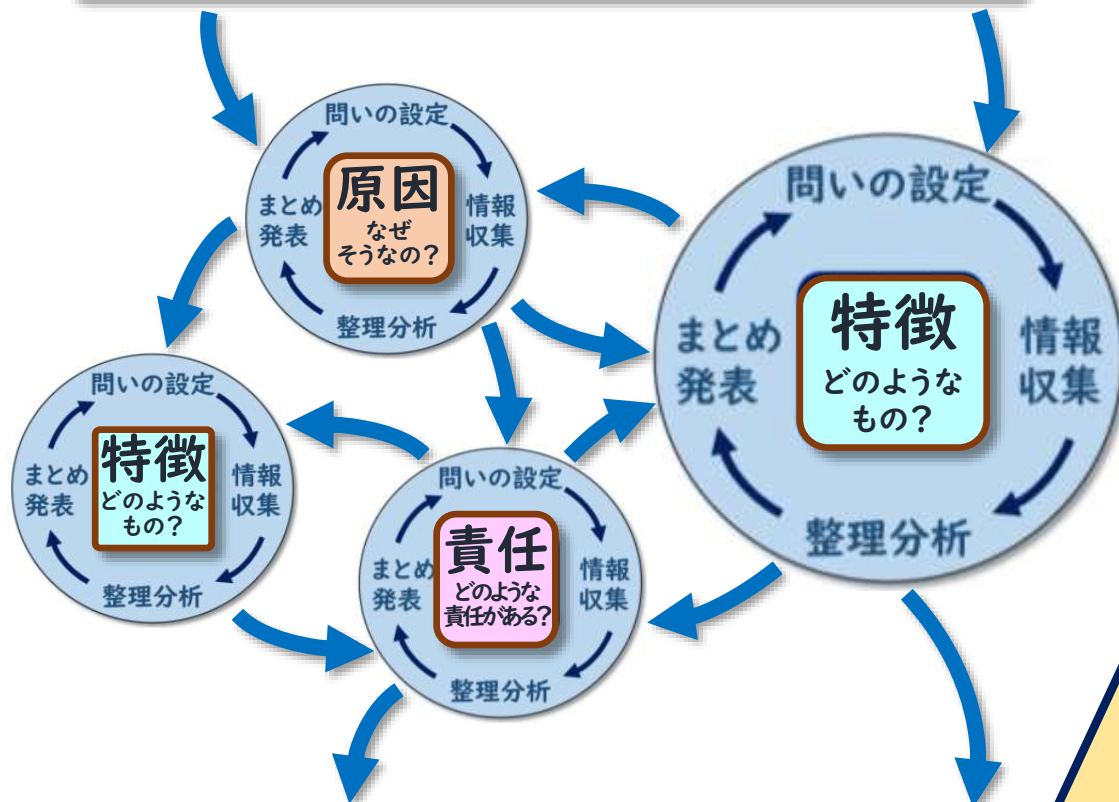 問いの設定
原因
なぜ
そうなの?
情報
収集
整理分析
まとめ
発表
問いの設定
特徴
どのような
もの?
情報
収集
整理分析
まとめ
発表
問いの設定
特徴
どのような
もの?
情報
収集
整理分析
まとめ
発表
問いの設定
責任
どのような
責任がある?
情報
収集
整理分析
まとめ
発表